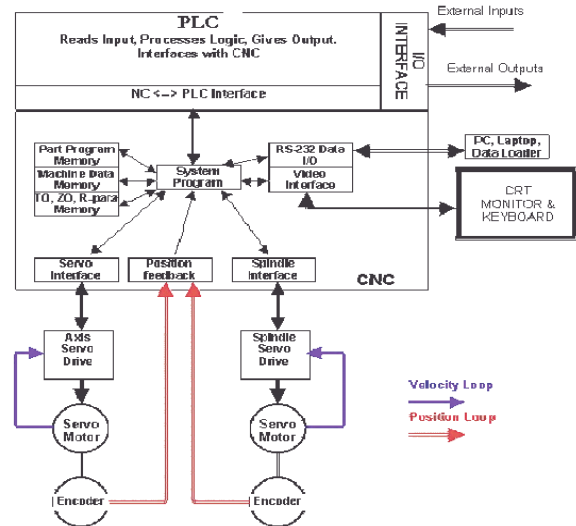 PLC
Reads Input, Processes Logic, Gives Output.
Interfaces with CNC
NC <--> PLC Interface
I/O
INTERFACE
External Inputs
External Outputs
Part Program
Memory
Machine Data
Memory
TO, ZO, R-para
Memory
System
Program
RS-232 Data
I/O
Video
Interface
PC, Laptop,
Data Loader
CRT
MONITOR &
KEYBOARD
Servo
Interface
Position
feedback
Spindle
Interface
CNC
Axis
Servo
Drive
Spindle
Servo
Drive
Servo
Motor
Servo
Motor
Encoder
Encoder
Velocity Loop
Position Loop